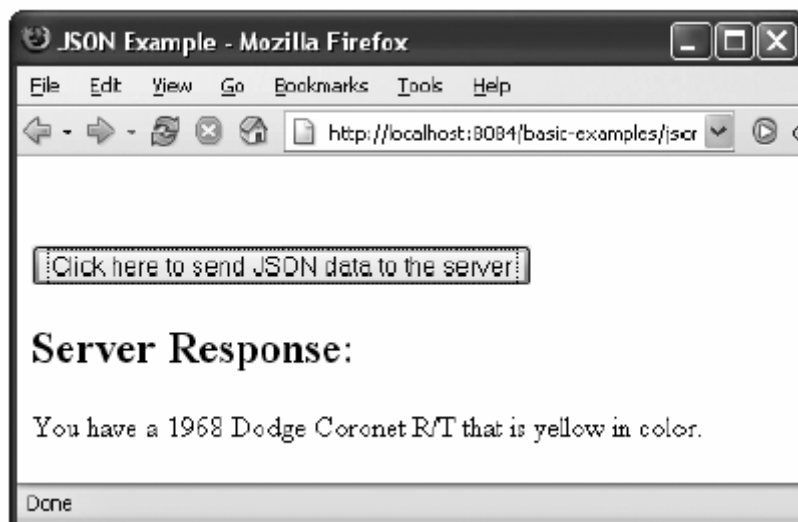 JSON Example - Mozilla Firefox
File Edit View Go Bookmarks Tools Help
http://localhost:8084/basic-examples/jsor
Click here to send JSON data to the server
Server Response:
You have a 1968 Dodge Coronet R/T that is yellow in color.
Done